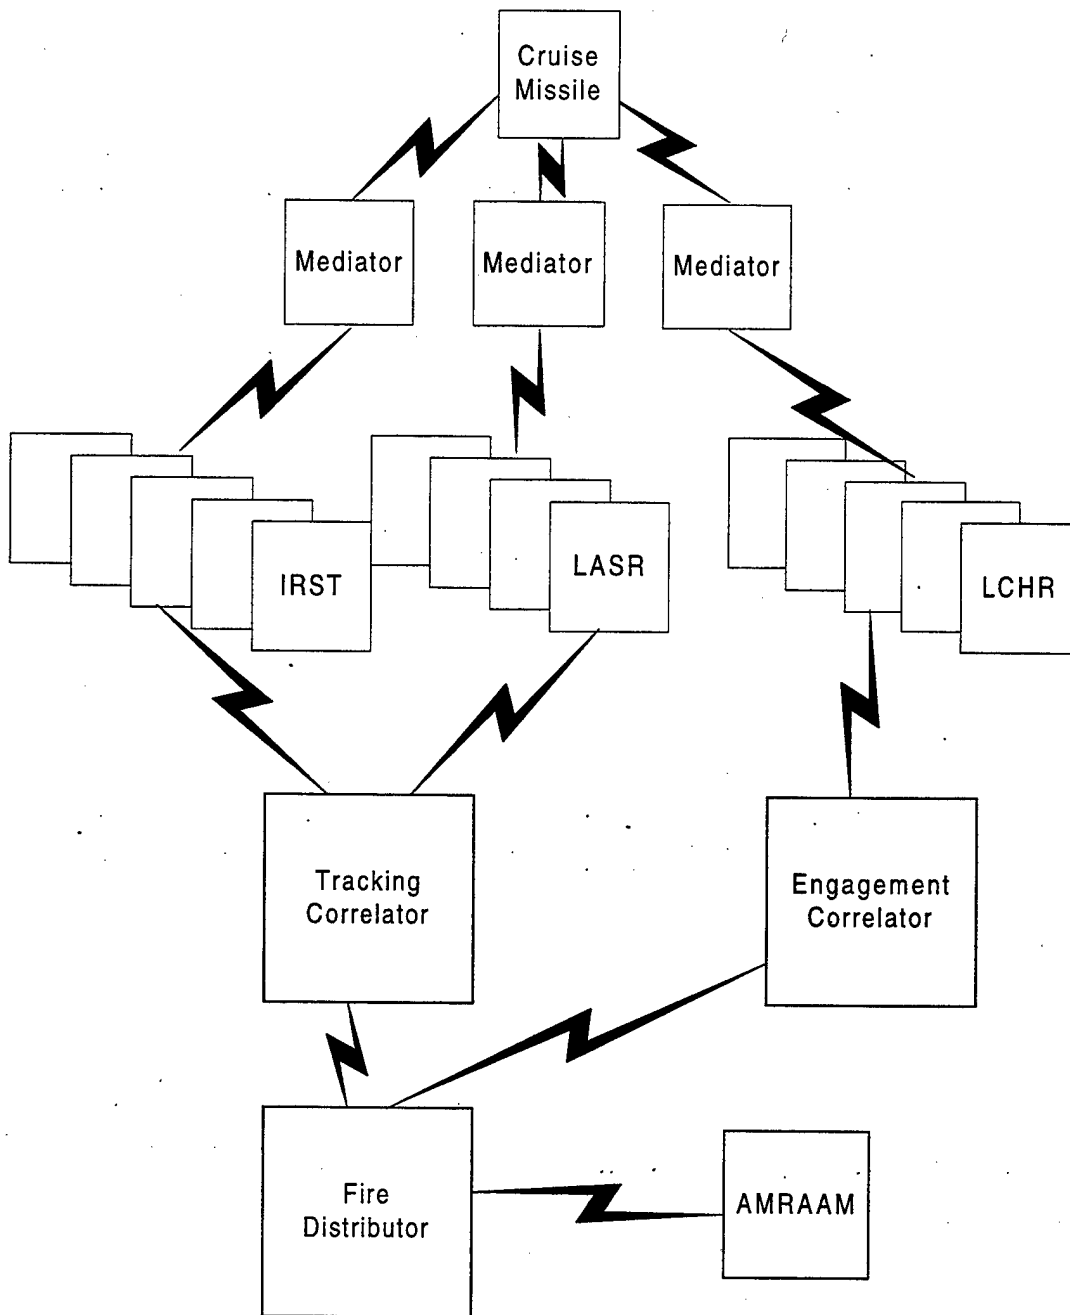 Cruise
Missile
Mediator
Mediator
Mediator
IRST
LASR
LCHR
Tracking
Correlator
Engagement
Correlator
Fire
Distributor
AMRAAM